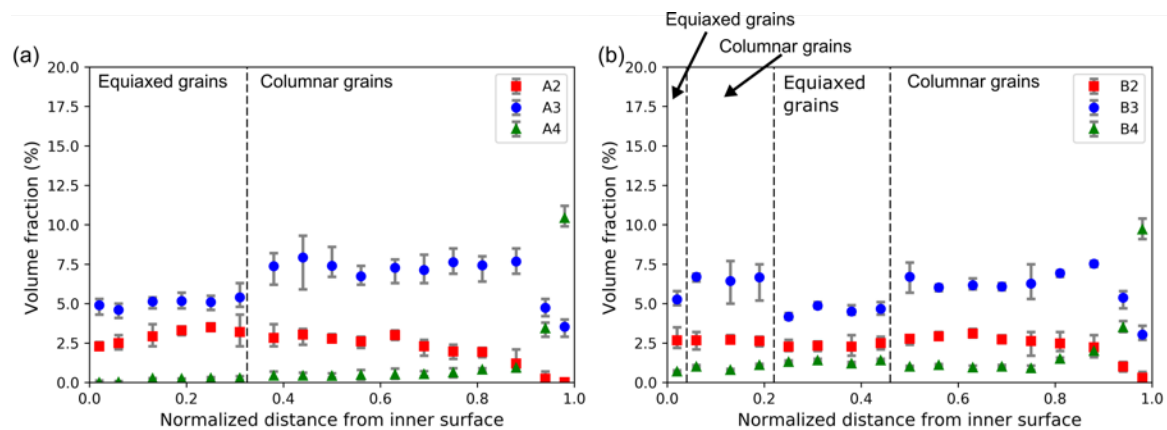 Equiaxed grains
Columnar grains
(a)
20.0
17.5
15.0
12.5
10.0
7.5
5.0
2.5
0.0
Volume fraction (%)
Equiaxed grains
Columnar grains
A2
A3
A4
0.0
0.2
0.4
0.6
0.8
1.0
Normalized distance from inner surface
(b)
20.0
17.5
15.0
12.5
10.0
7.5
5.0
2.5
0.0
Volume fraction (%)
Equiaxed
grains
Columnar grains
B2
B3
B4
0.0
0.2
0.4
0.6
0.8
1.0
Normalized distance from inner surface